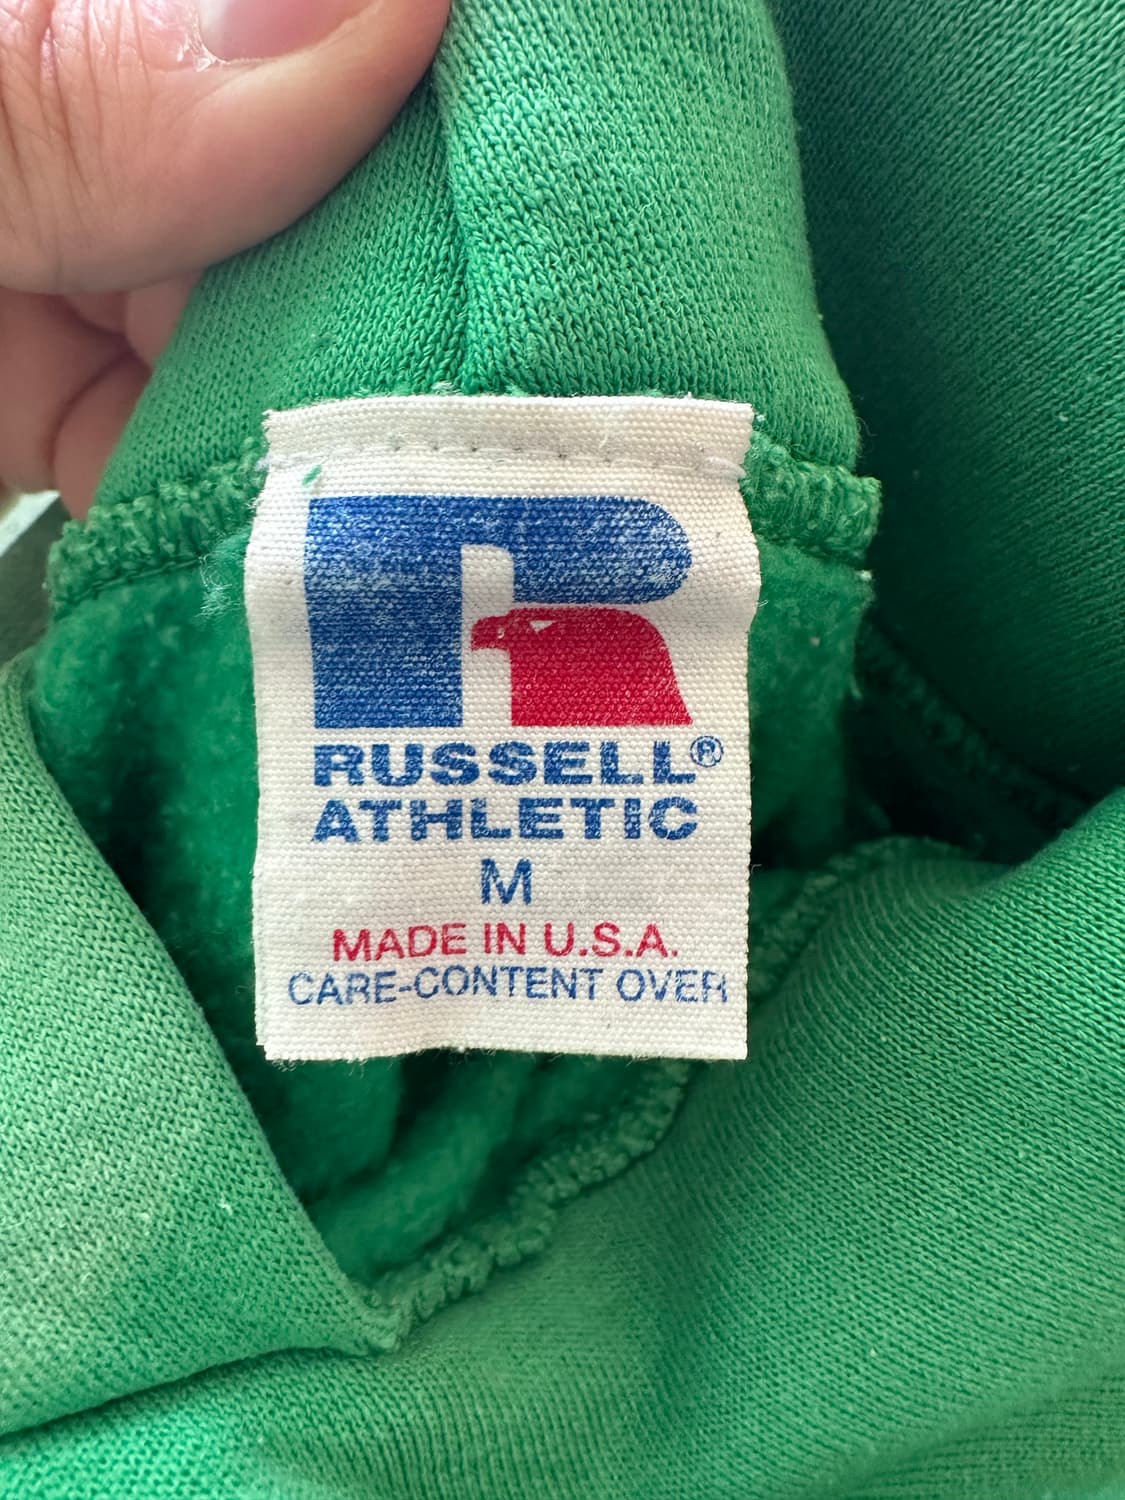 RUSSELL®
ATHLETIC
M
MADE IN U.S.A.
CARE-CONTENT OVER